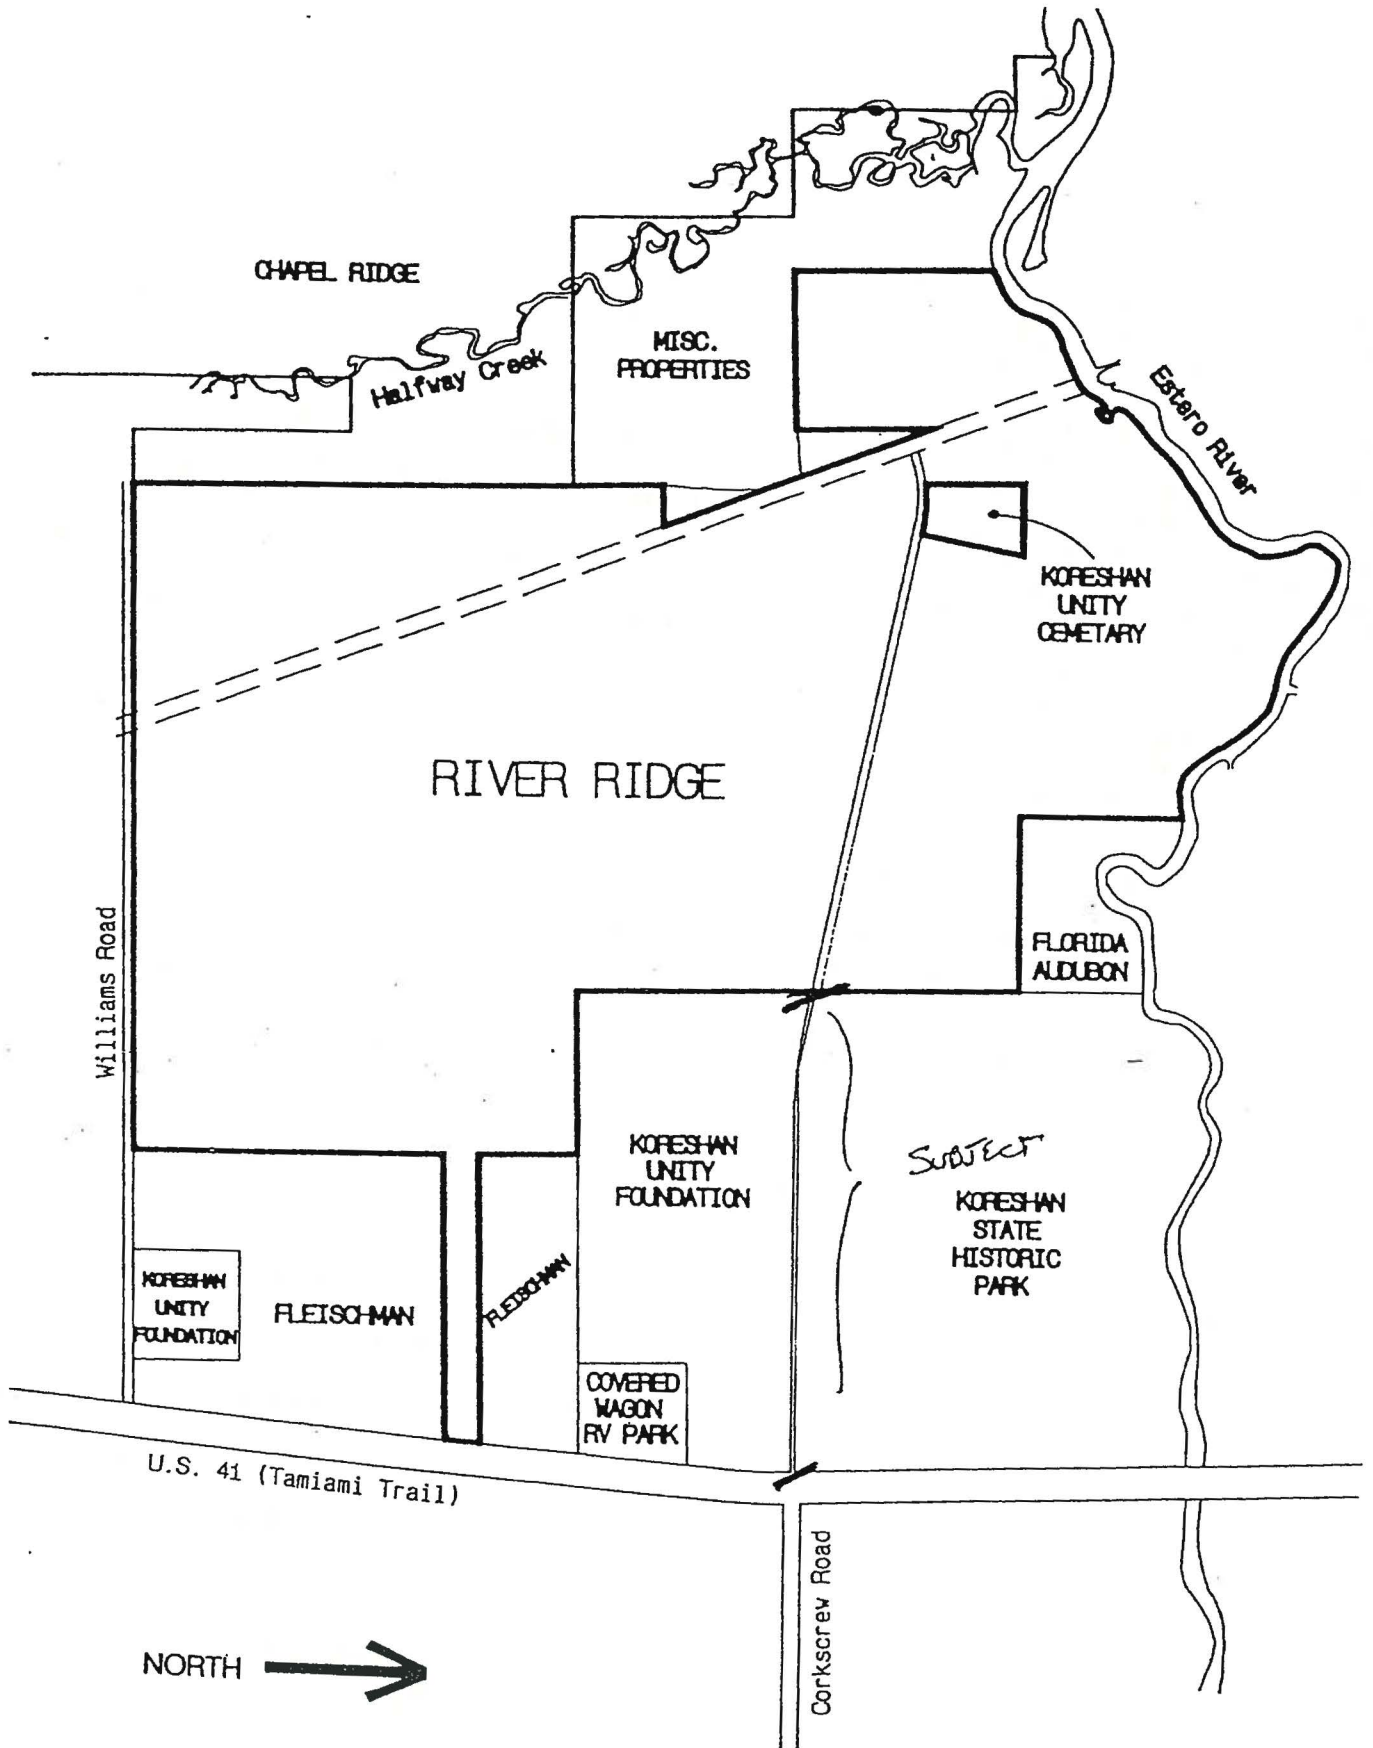 CHAPEL RIDGE
Halfway Creek
MISC.
PROPERTIES
Estero River
KORESHAN
UNITY
CEMETARY
RIVER RIDGE
Williams Road
FLORIDA
AUDUBON
KORESHAN
UNITY
FOUNDATION
SUBJECT
KORESHAN
STATE
HISTORIC
PARK
KORESHAN
UNITY
FOUNDATION
FLEISCHMAN
FLEISCHMAN
COVERED
WAGON
RV PARK
U.S. 41 (Tamiami Trail)
Corkscrew Road
NORTH